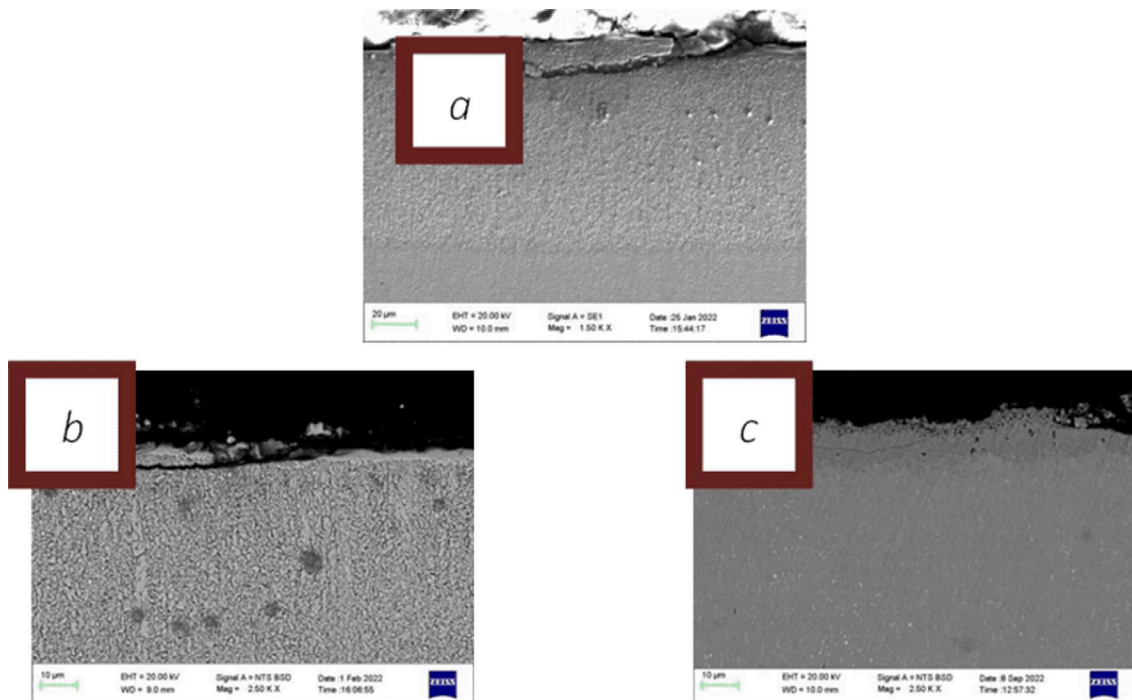 a
20 µm
EHT = 20.00 kV
Signal A = SE1
Date :25 Jan 2022
WD = 10.0 mm
Mag = 1.50 K X
Time :15:44:17
ZEISS
b
10 µm
EHT = 20.00 kV
Signal A = NTS BSD
Date :1 Feb 2022
WD = 9.0 mm
Mag = 2.50 K X
Time :16:06:55
ZEISS
c
10 µm
EHT = 20.00 kV
Signal A = NTS BSD
Date :8 Sep 2022
WD = 10.0 mm
Mag = 2.50 K X
Time :12:57:32
ZEISS